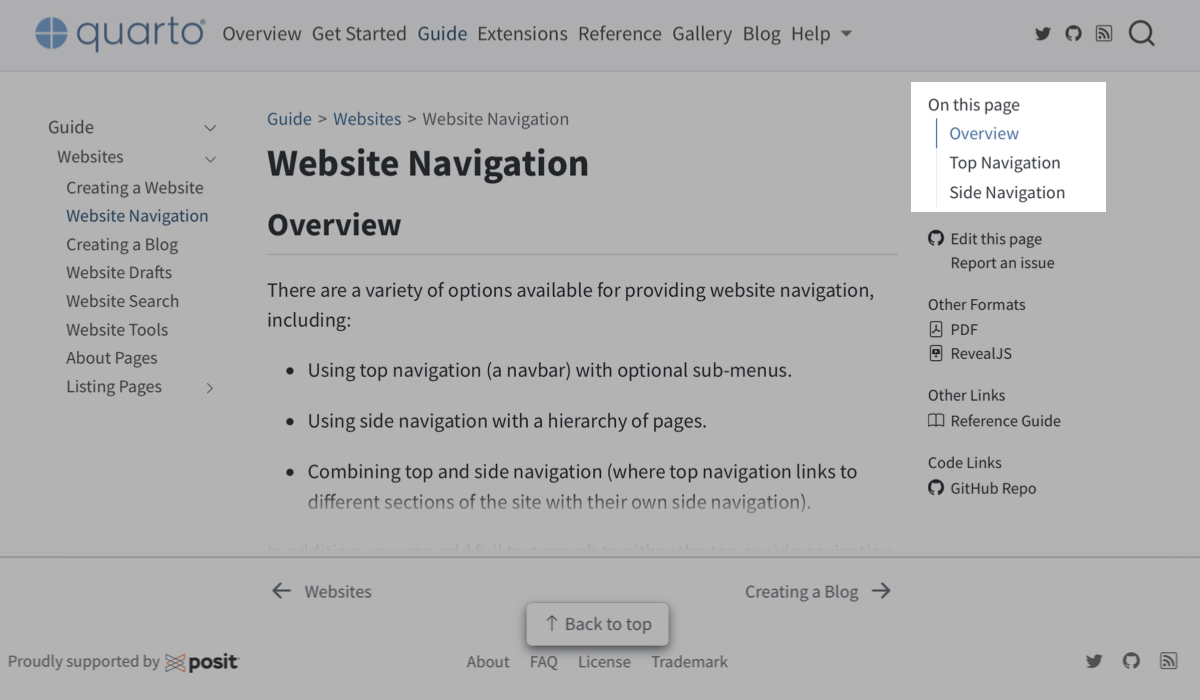 quarto
Overview Get Started Guide Extensions Reference Gallery Blog Help
Guide
Websites
Creating a Website
Website Navigation
Creating a Blog
Website Drafts
Website Search
Website Tools
About Pages
Listing Pages
Guide > Websites > Website Navigation
Website Navigation
Overview
There are a variety of options available for providing website navigation,
including:
• Using top navigation (a navbar) with optional sub-menus.
• Using side navigation with a hierarchy of pages.
• Combining top and side navigation (where top navigation links to
different sections of the site with their own side navigation).
On this page
Overview
Top Navigation
Side Navigation
Edit this page
Report an issue
Other Formats
PDF
RevealJS
Other Links
Reference Guide
Code Links
GitHub Repo
← Websites
Creating a Blog →
↑ Back to top
Proudly supported by posit
About FAQ License Trademark